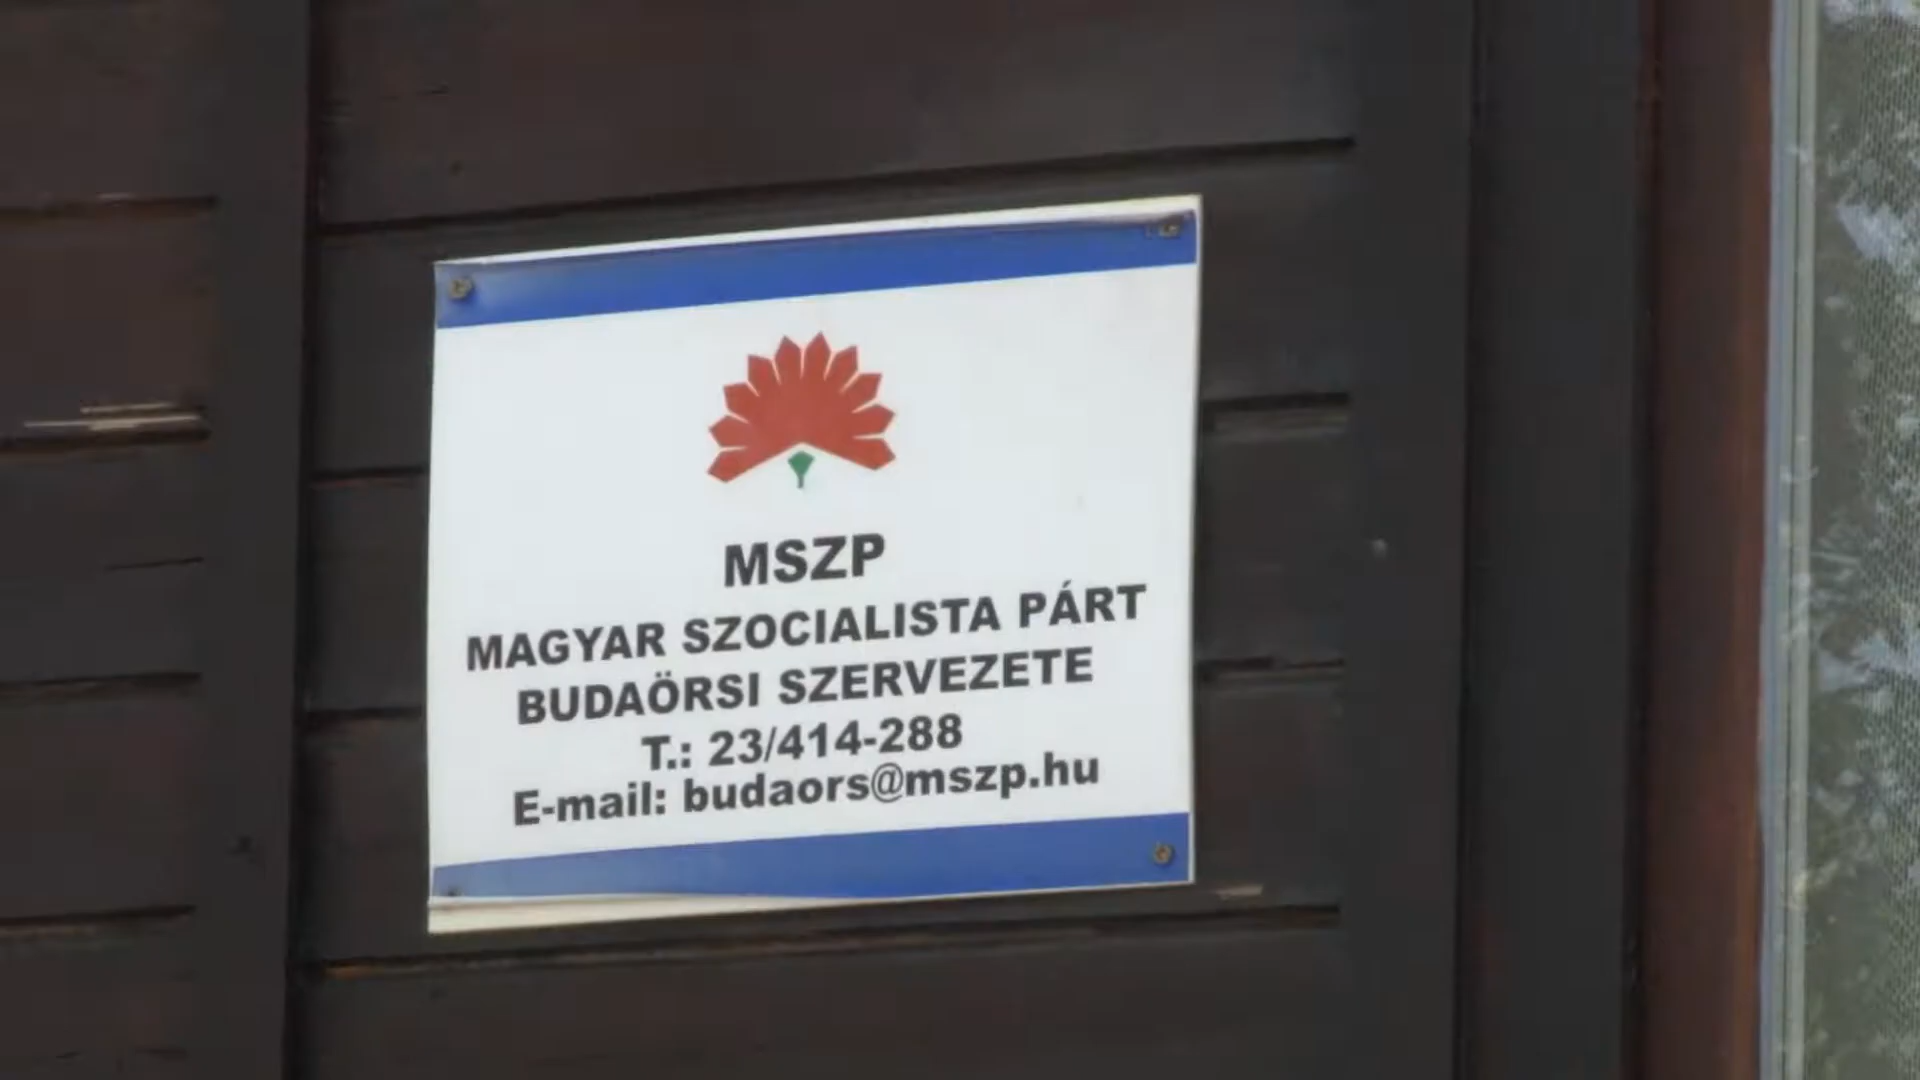 MSZP
MAGYAR SZOCIALISTA PÁRT
BUDAÖRSI SZERVEZETE
T.: 23/414-288
E-mail: budaors@mszp.hu